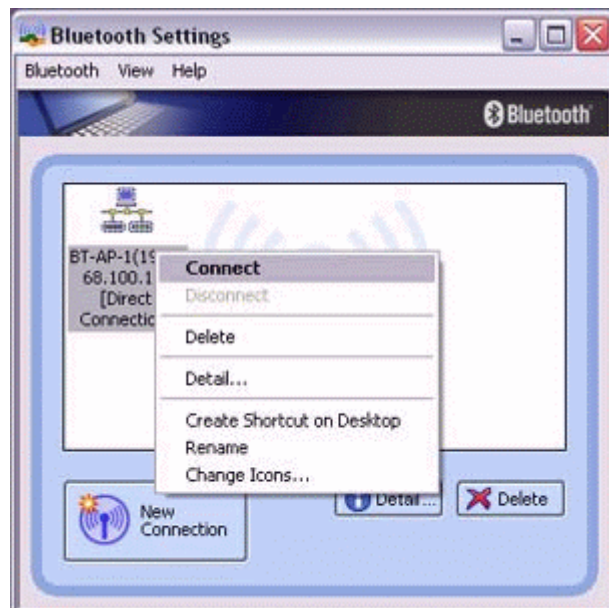 Bluetooth Settings
Bluetooth View Help
Bluetooth
BT-AP-1(19
68.100.1
[Direct
Connectio
Connect
Disconnect
Delete
Detail...
Create Shortcut on Desktop
Rename
Change Icons...
New
Connection
Detail...
Delete